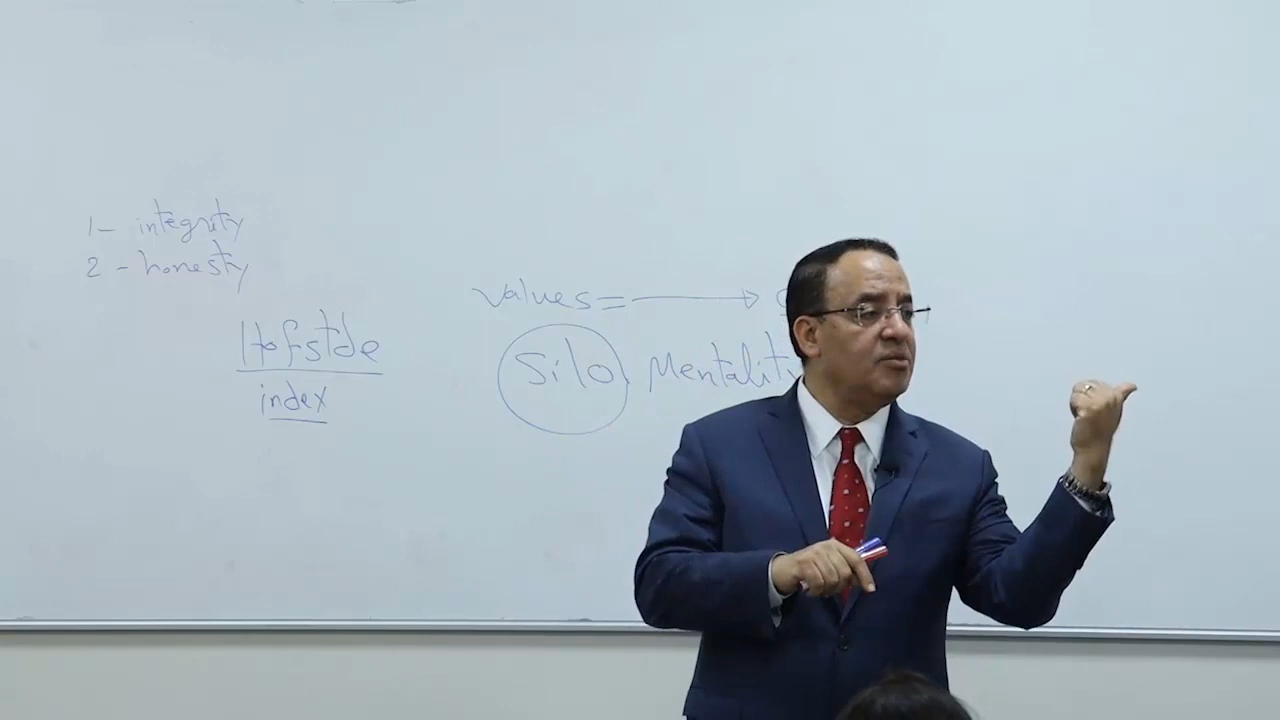 1- integrity
2- honesty
Hofstde
index
values =
Silo Mentality